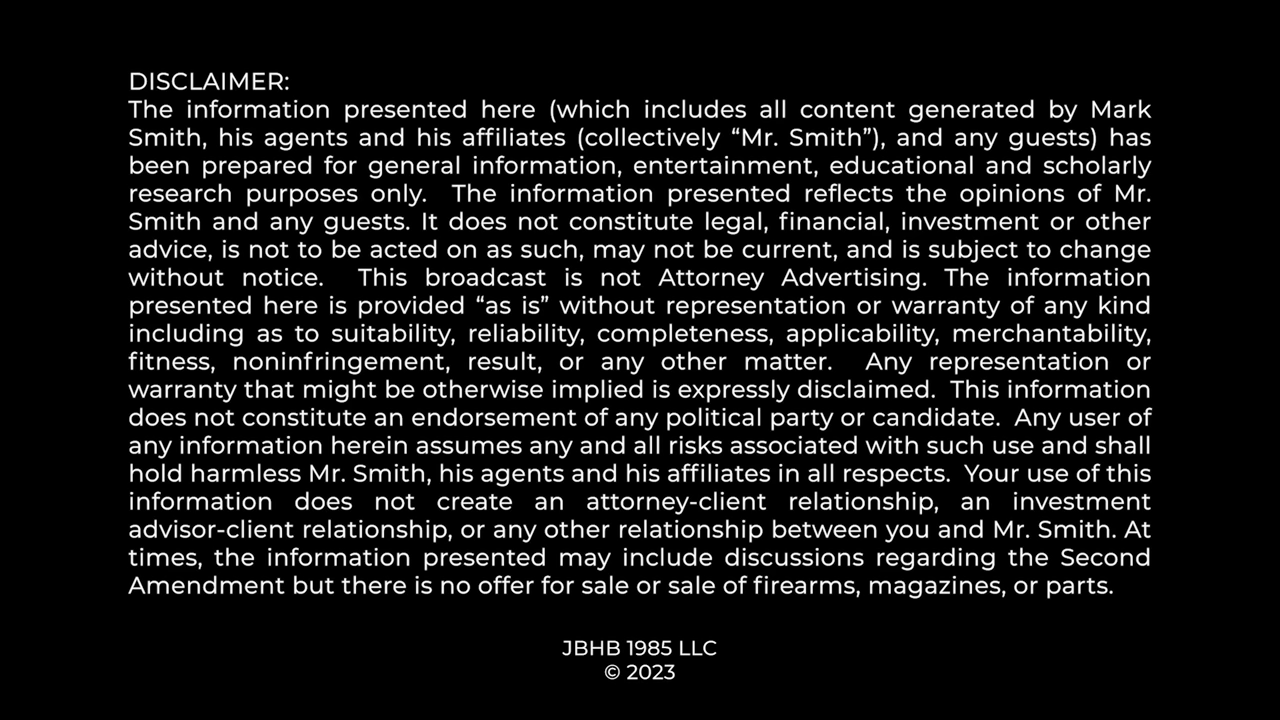 DISCLAIMER:
The information presented here (which includes all content generated by Mark
Smith, his agents and his affiliates (collectively “Mr. Smith”), and any guests) has
been prepared for general information, entertainment, educational and scholarly
research purposes only.  The information presented reflects the opinions of Mr.
Smith and any guests. It does not constitute legal, financial, investment or other
advice, is not to be acted on as such, may not be current, and is subject to change
without notice.  This broadcast is not Attorney Advertising. The information
presented here is provided “as is” without representation or warranty of any kind
including as to suitability, reliability, completeness, applicability, merchantability,
fitness, noninfringement, result, or any other matter.  Any representation or
warranty that might be otherwise implied is expressly disclaimed.  This information
does not constitute an endorsement of any political party or candidate.  Any user of
any information herein assumes any and all risks associated with such use and shall
hold harmless Mr. Smith, his agents and his affiliates in all respects.  Your use of this
information does not create an attorney-client relationship, an investment
advisor-client relationship, or any other relationship between you and Mr. Smith. At
times, the information presented may include discussions regarding the Second
Amendment but there is no offer for sale or sale of firearms, magazines, or parts.
JBHB 1985 LLC
© 2023